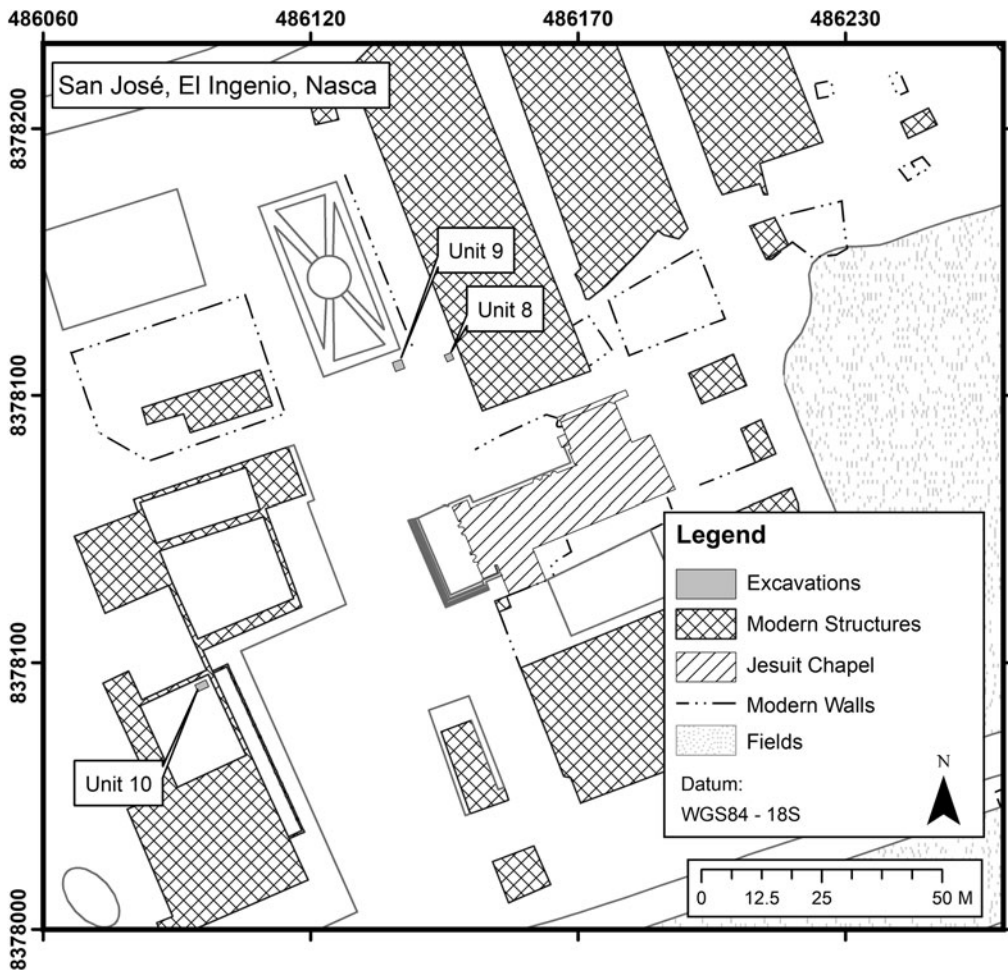 486060 486120 486170 486230
San José, El Ingenio, Nasca
8378200
Unit 9
Unit 8
8378100
Legend
Excavations
Modern Structures
Jesuit Chapel
Modern Walls
Fields
Datum:
WGS84 - 18S
N
8378100
Unit 10
0 12.5 25 50 M
8378000